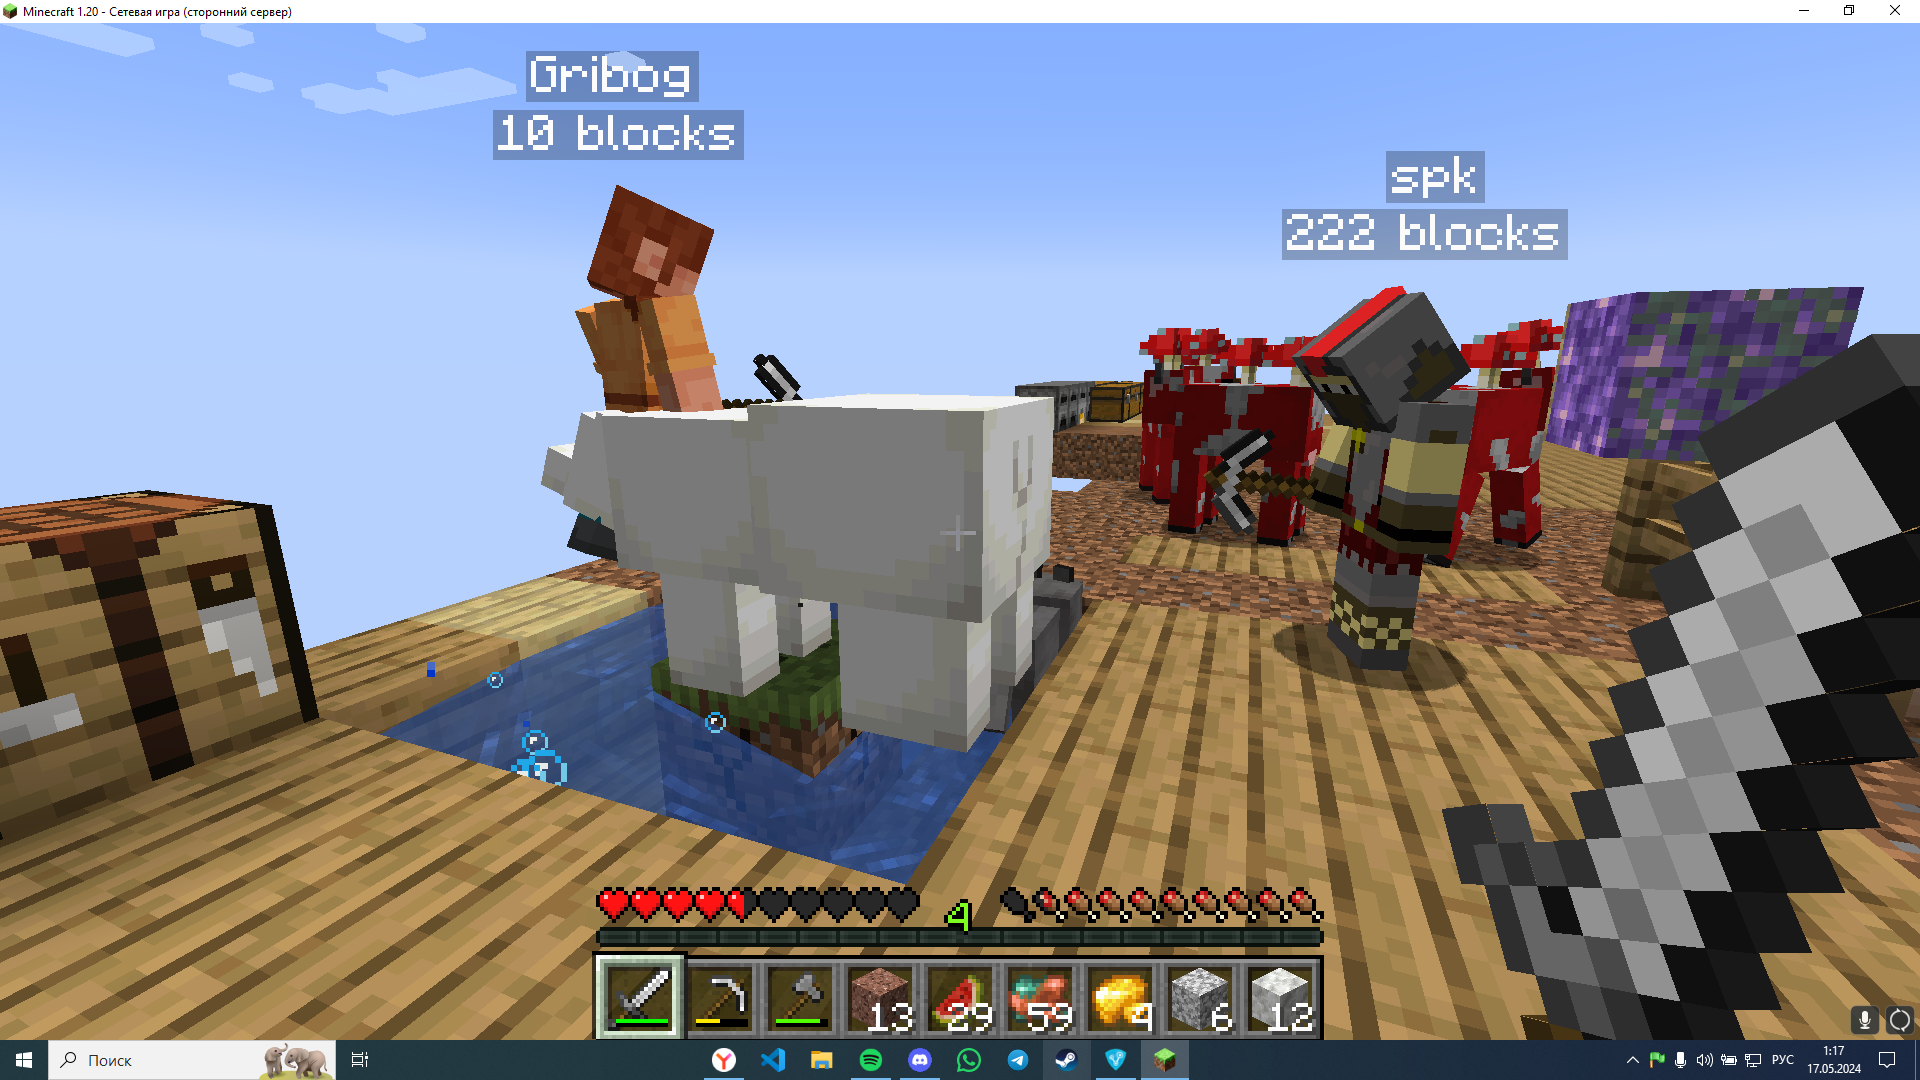 Minecraft 1.20 - Сетевая игра (сторонний сервер)
Gribog
10 blocks
spk
222 blocks
4
13
29
59
4
6
12
Поиск
РУС
1:17
17.05.2024